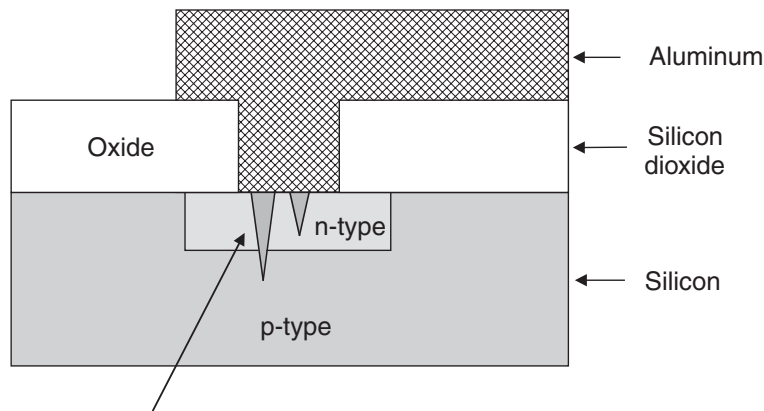 Aluminum
Oxide
Silicon
dioxide
n-type
Silicon
p-type